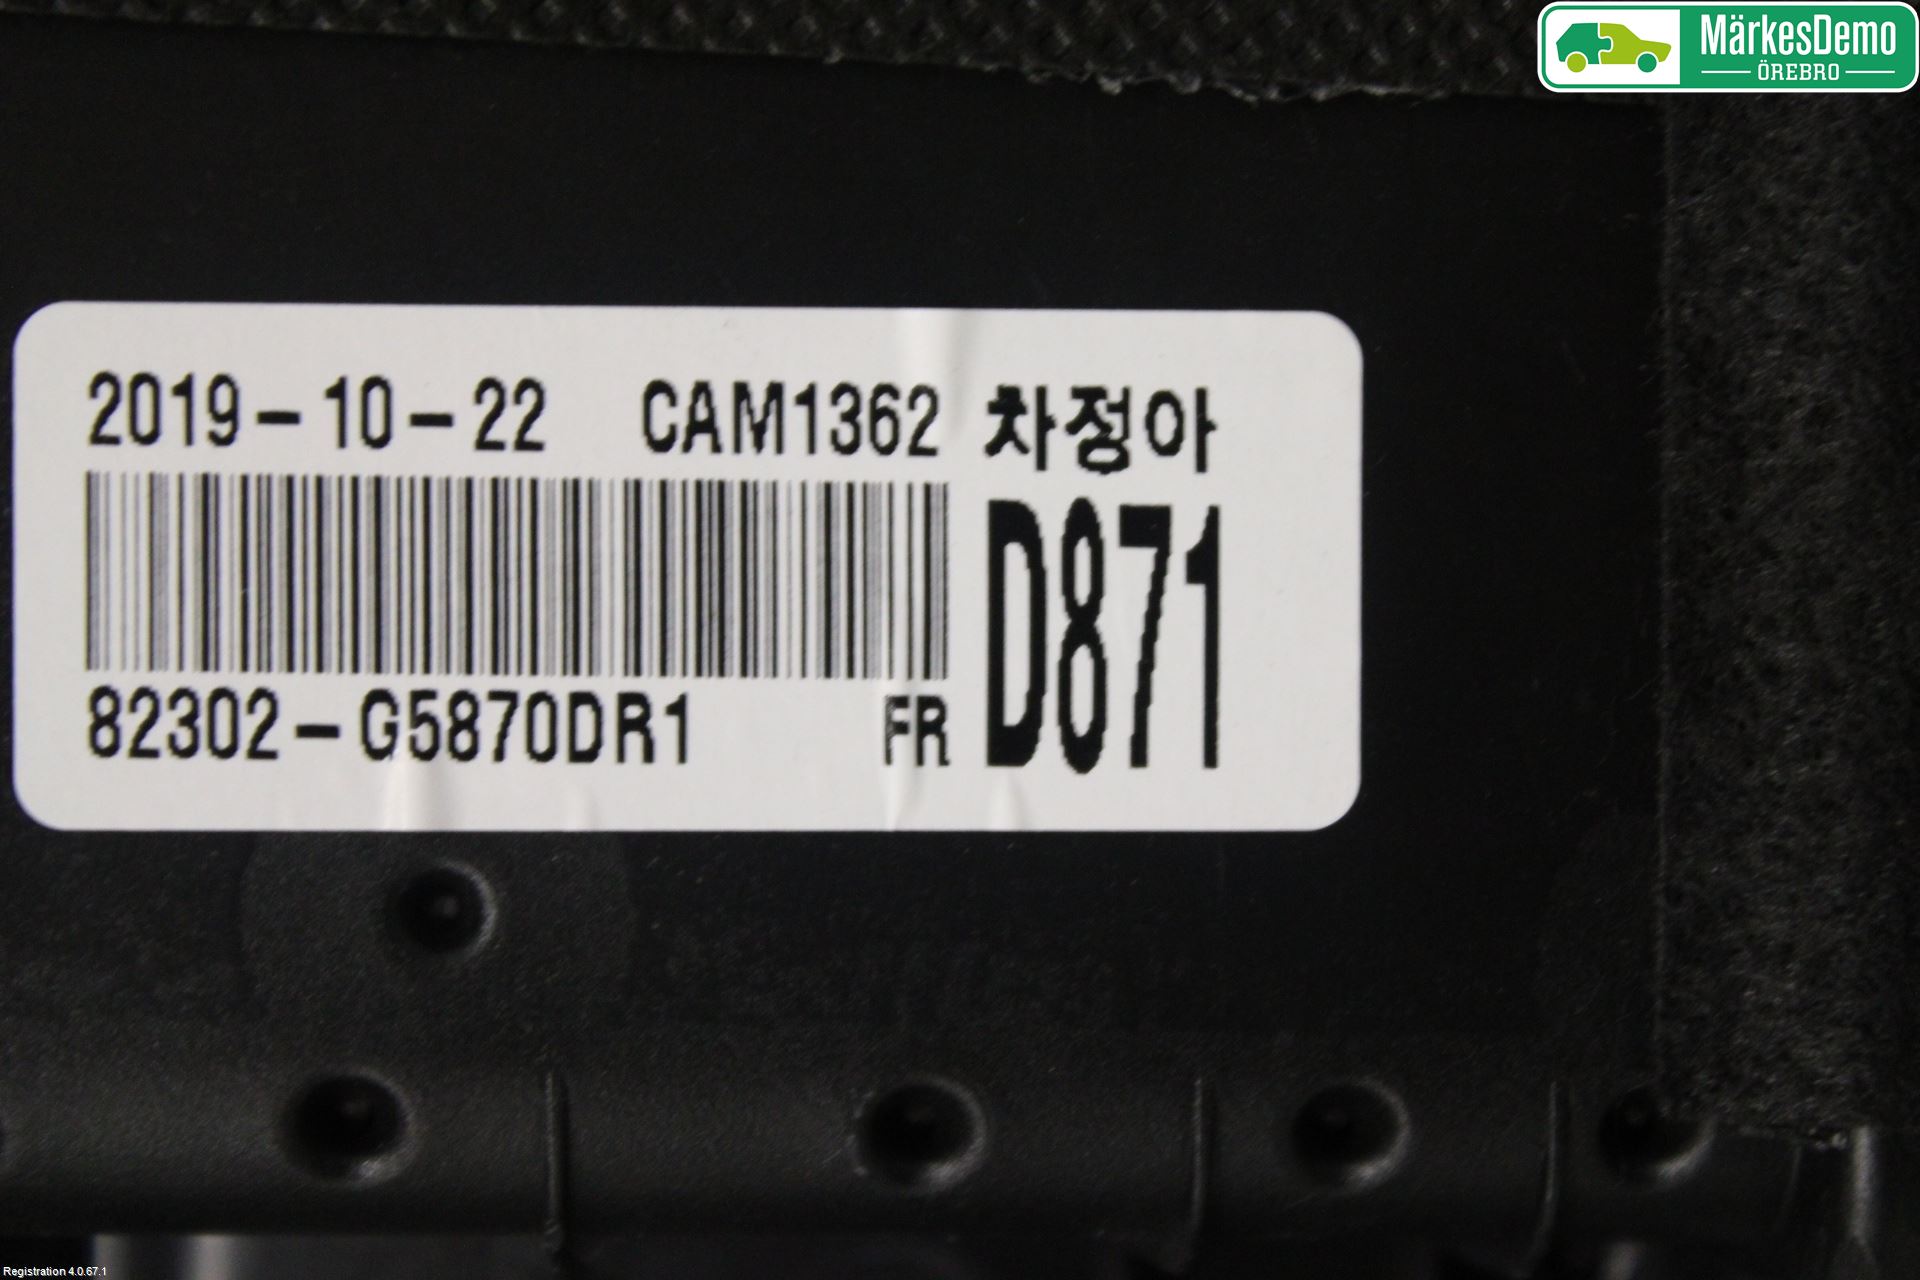 MärkesDemo
ÖREBRO
2019-10-22 CAM1362 차정아
D871
82302-G5870DR1 FR
Registration 4.0.67.1